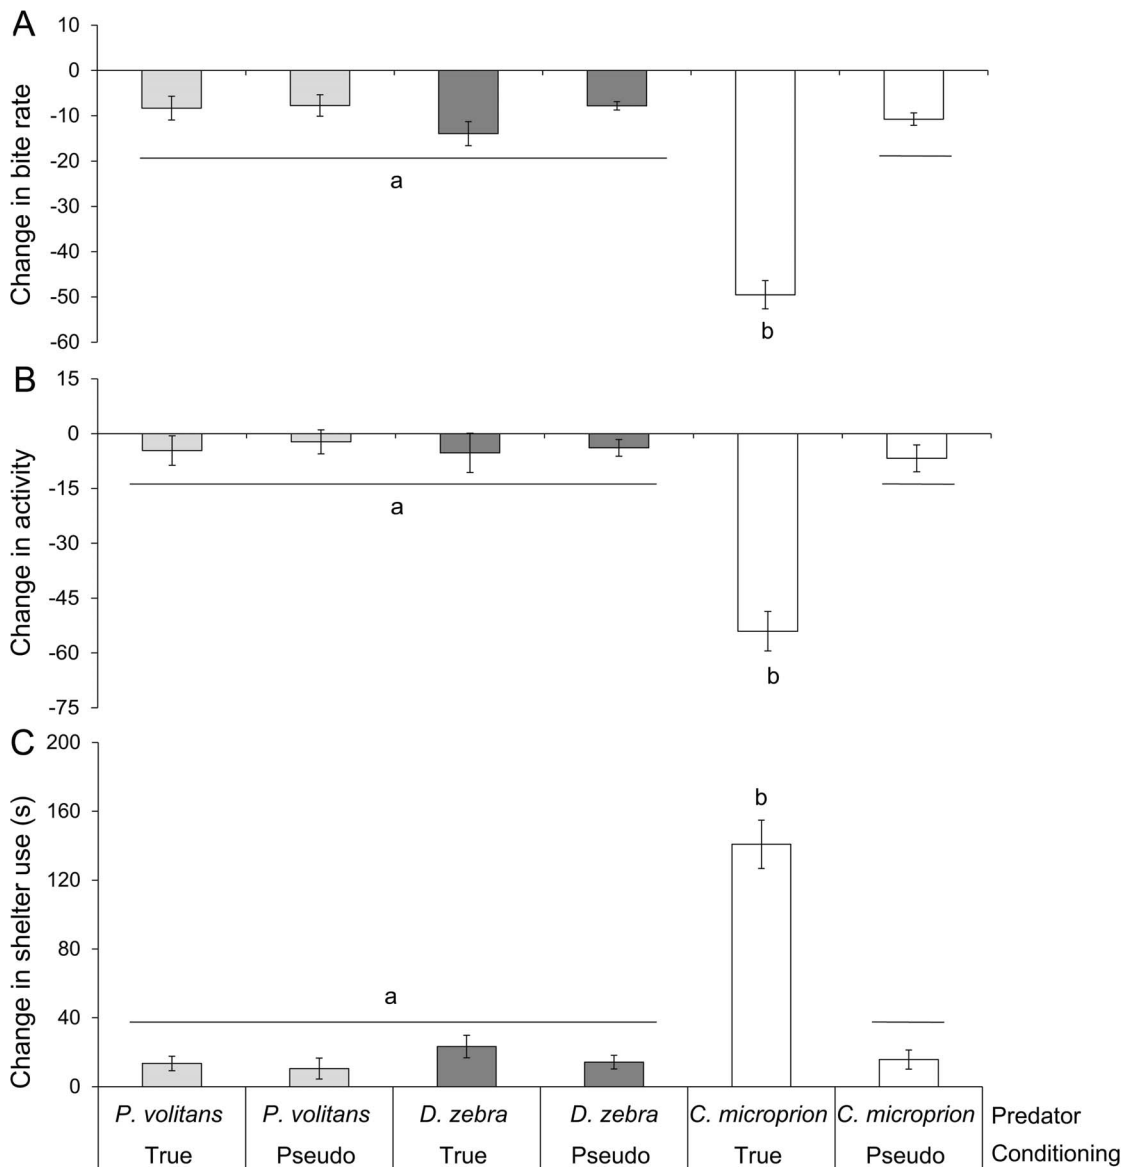 A
10
0
-10
-20
-30
-40
-50
-60
Change in bite rate
a
b
B
15
0
-15
-30
-45
-60
-75
Change in activity
a
b
C
200
160
120
80
40
0
Change in shelter use (s)
a
b
P. volitans P. volitans D. zebra D. zebra C. microprion C. microprion Predator
True Pseudo True Pseudo True Pseudo Conditioning